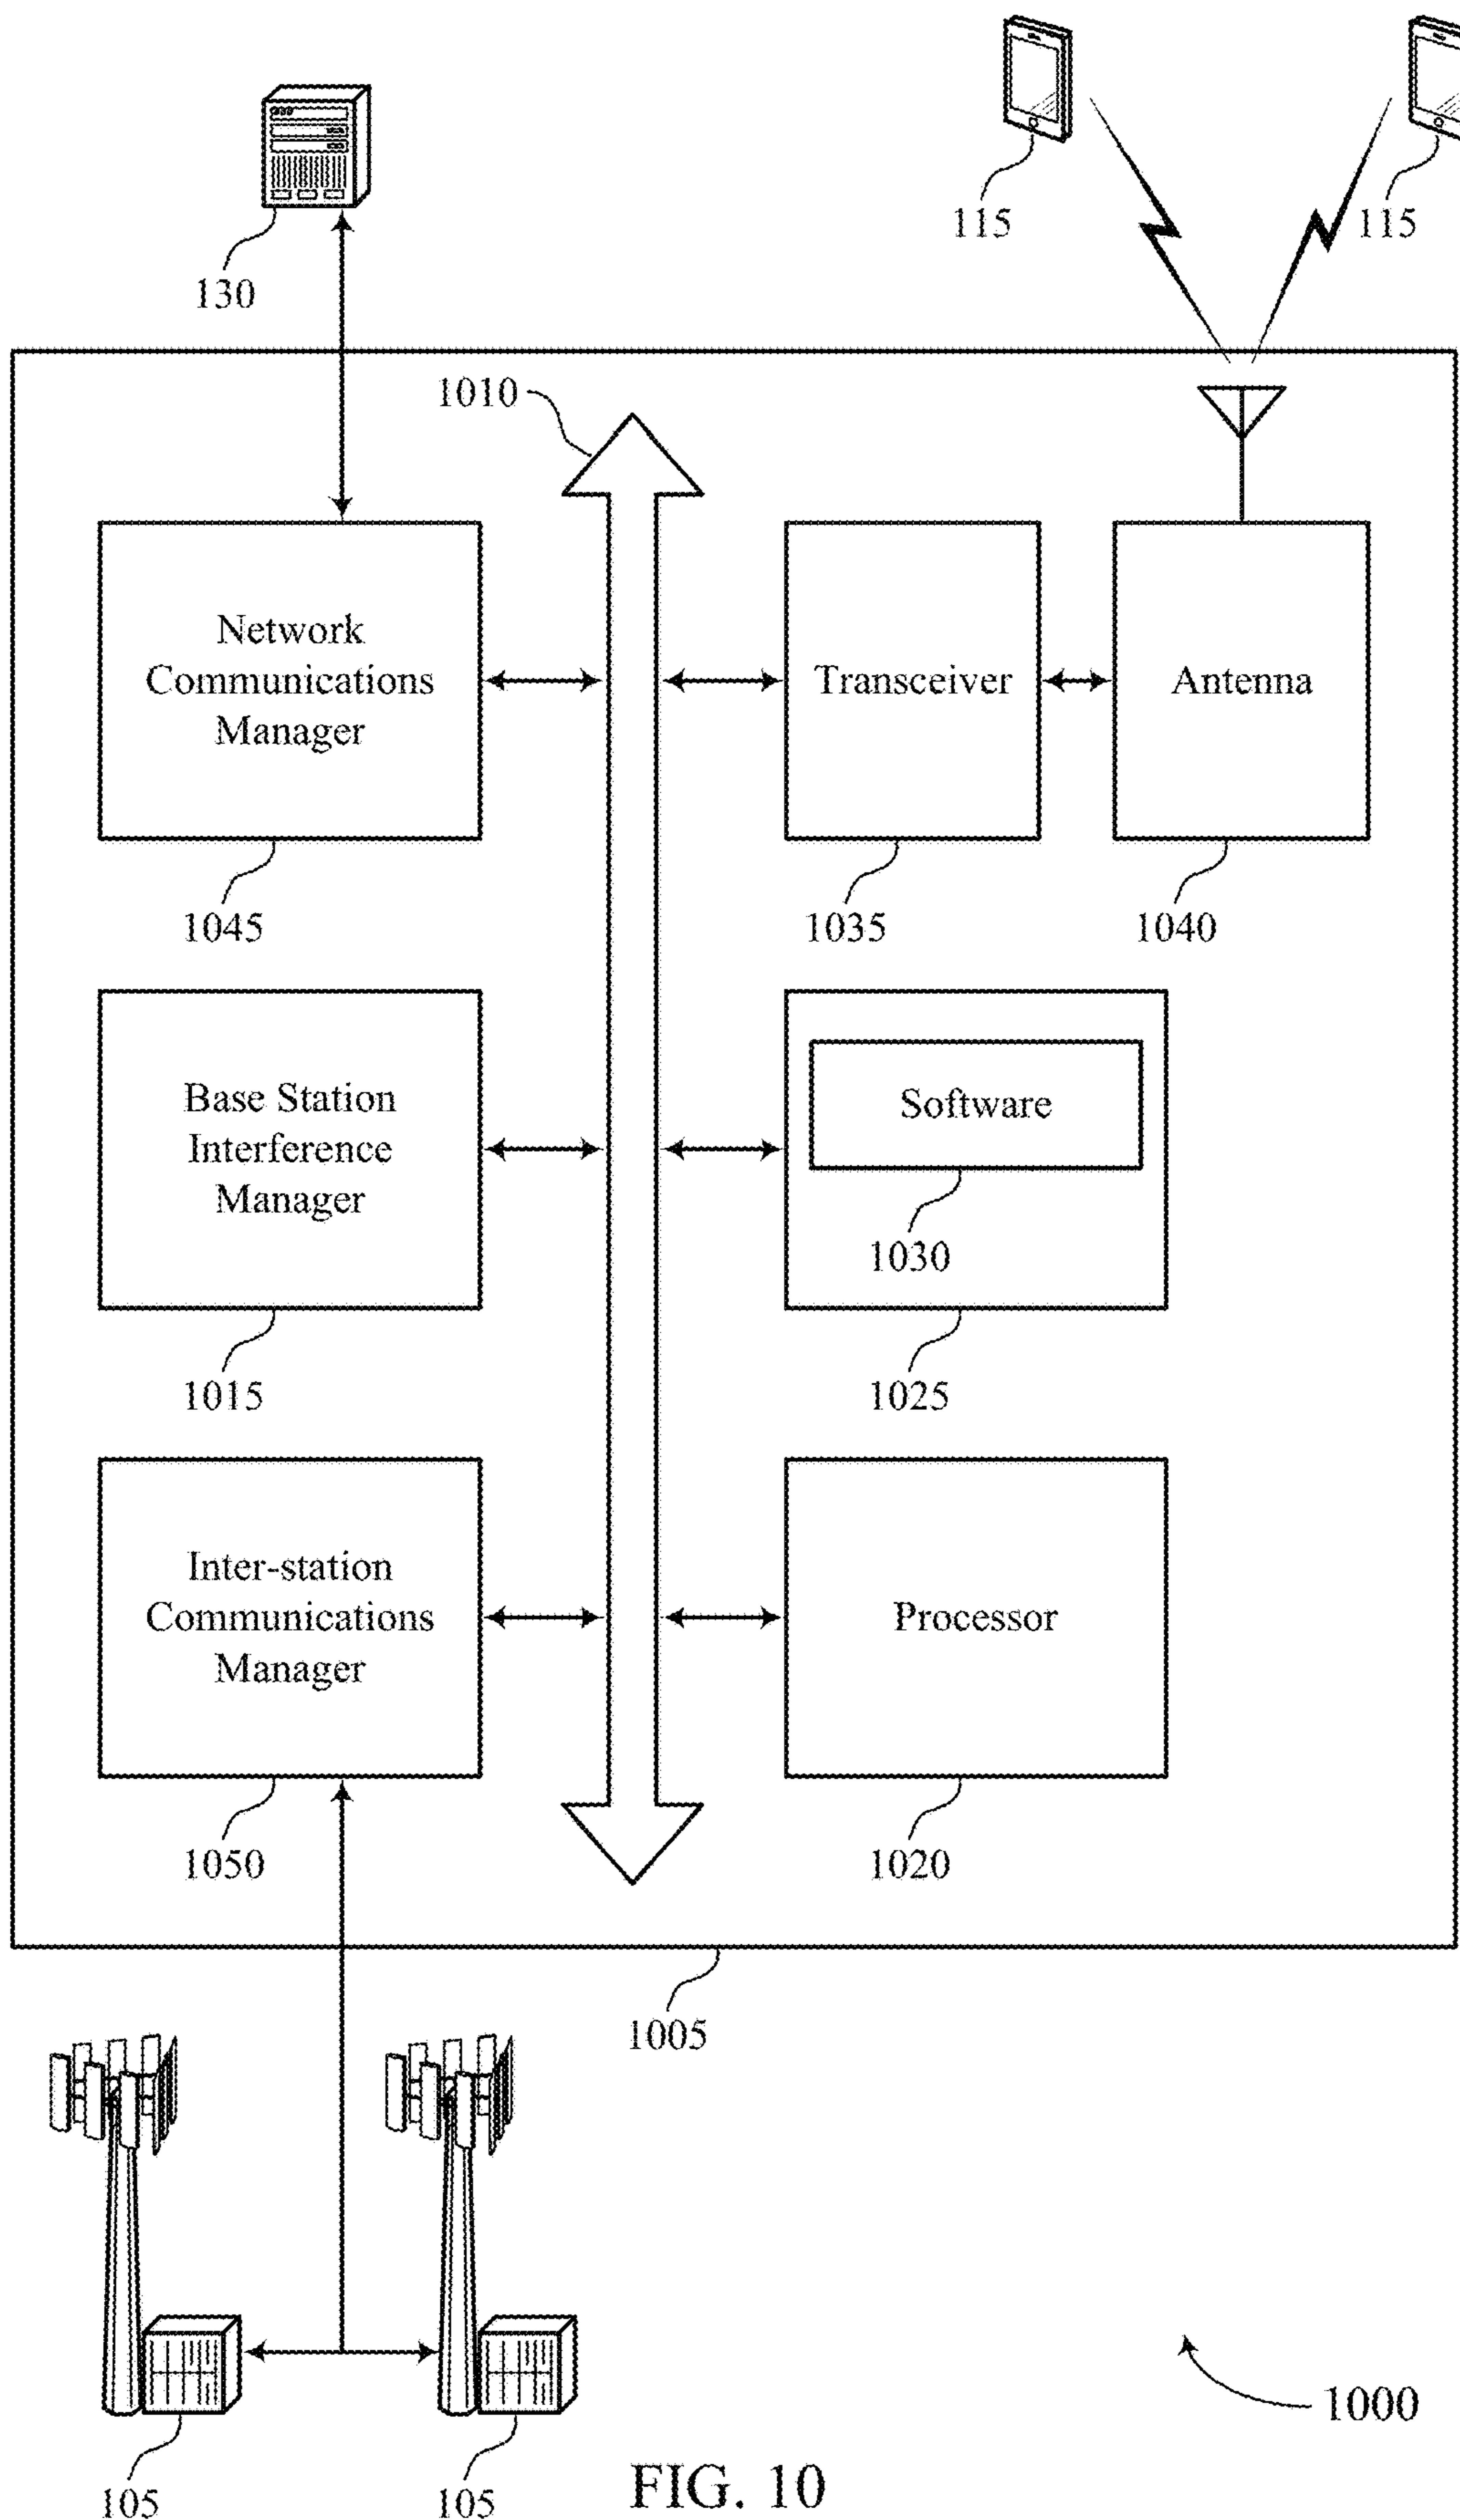 115
115
130
1010
Network
Communications
Manager
Transceiver
Antenna
1045
1035
1040
Base Station
Interference
Manager
Software
1030
1015
1025
Inter-station
Communications
Manager
Processor
1050
1020
1005
1000
105
105
FIG. 10